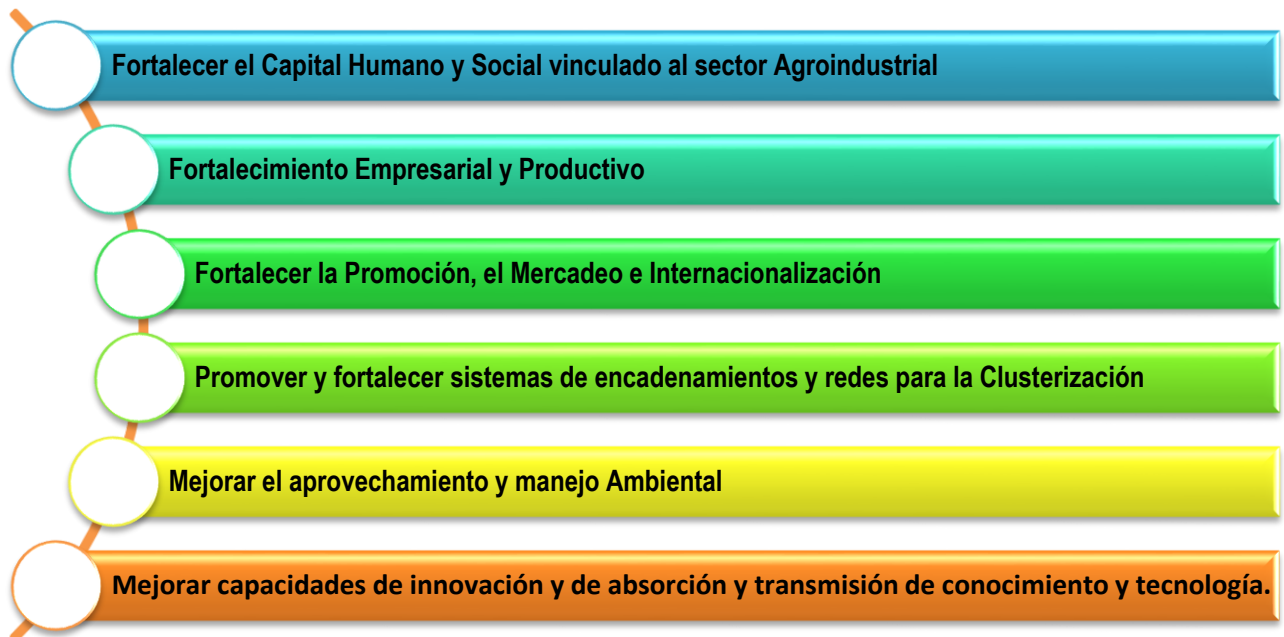 Fortalecer el Capital Humano y Social vinculado al sector Agroindustrial
Fortalecimiento Empresarial y Productivo
Fortalecer la Promoción, el Mercadeo e Internacionalización
Promover y fortalecer sistemas de encadenamientos y redes para la Clusterización
Mejorar el aprovechamiento y manejo Ambiental
Mejorar capacidades de innovación y de absorción y transmisión de conocimiento y tecnología.